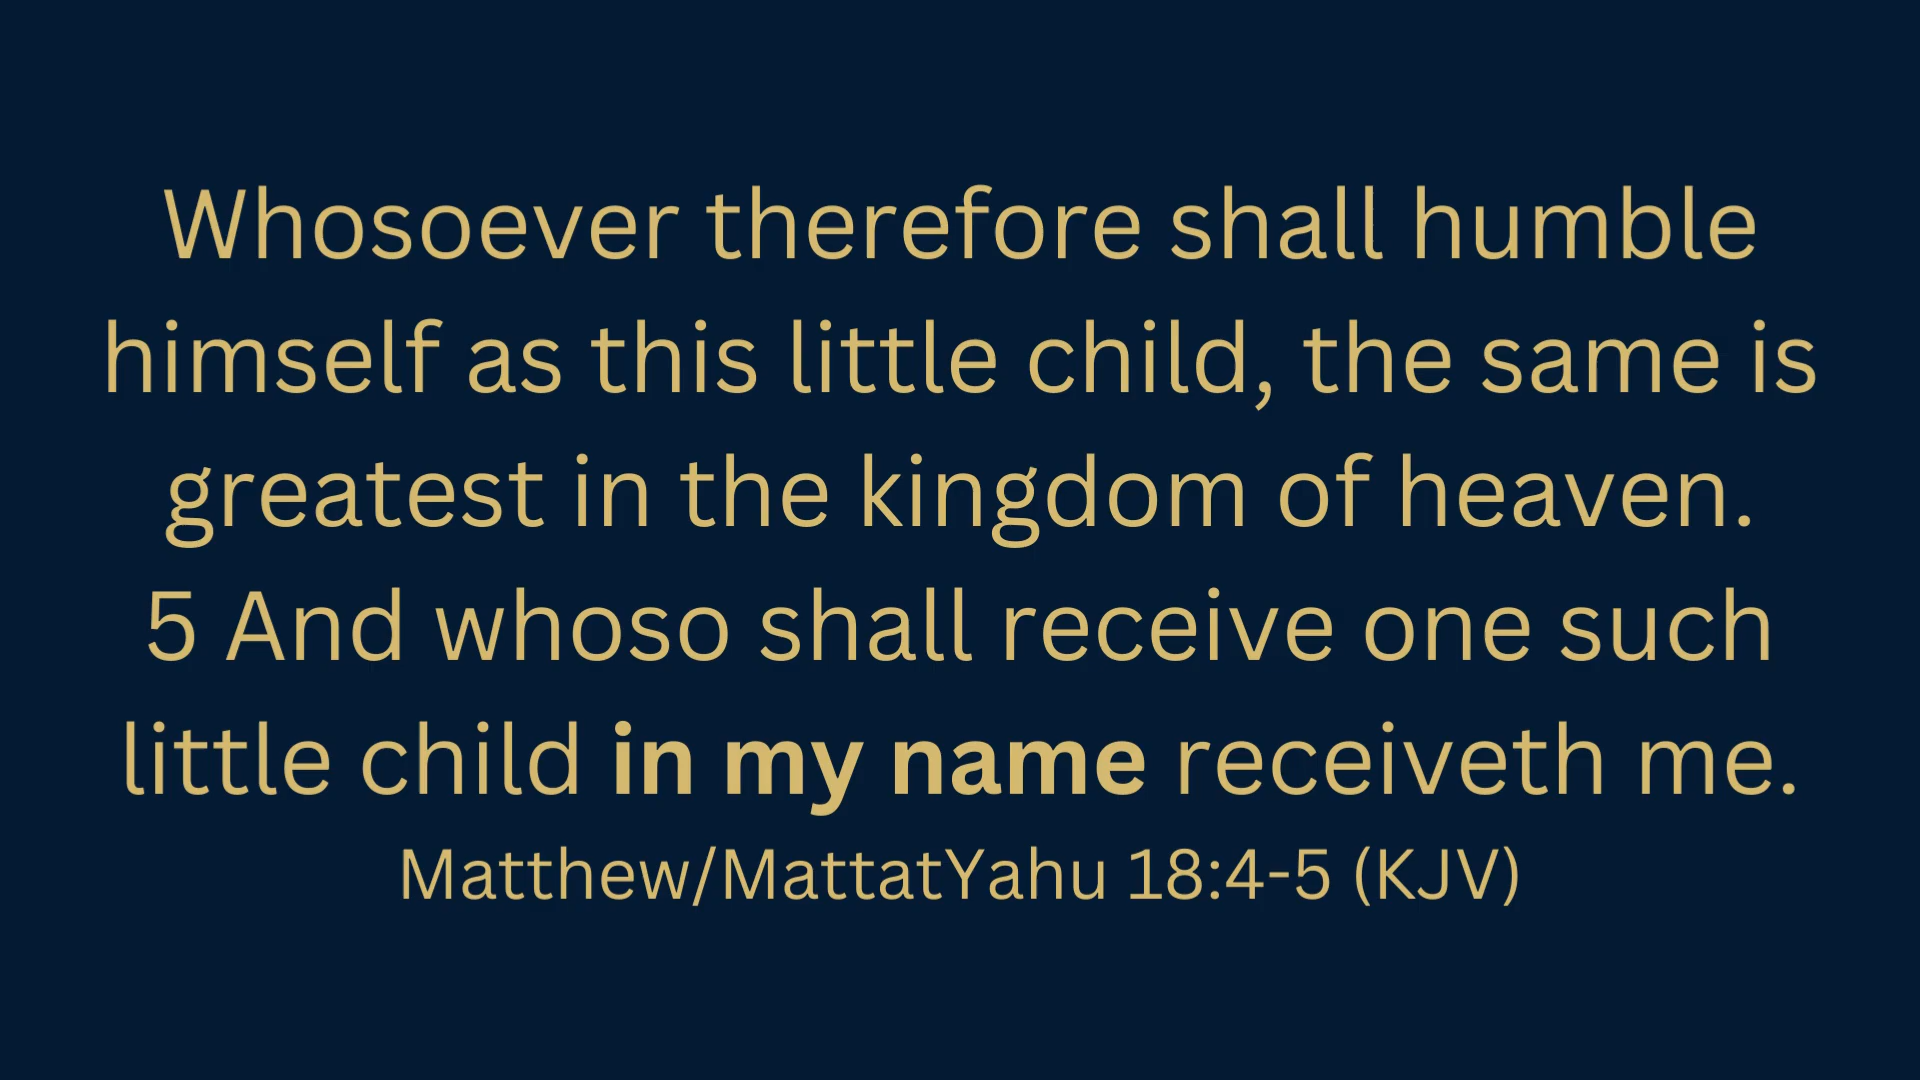 Whosoever therefore shall humble
himself as this little child, the same is
greatest in the kingdom of heaven.
5 And whoso shall receive one such
little child in my name receiveth me.
Matthew/MattatYahu 18:4-5 (KJV)